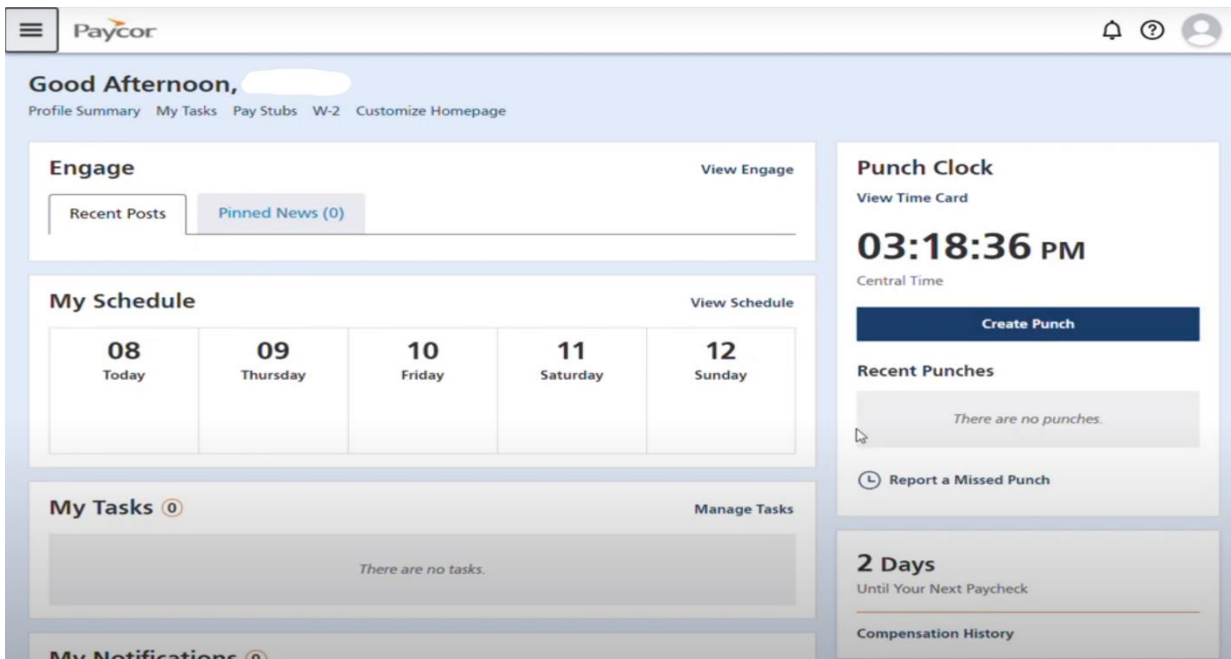 Paycor
Good Afternoon,
Profile Summary My Tasks Pay Stubs W-2 Customize Homepage
Engage
View Engage
Recent Posts
Pinned News (0)
My Schedule
View Schedule
08
Today
09
Thursday
10
Friday
11
Saturday
12
Sunday
My Tasks 0
Manage Tasks
There are no tasks.
My Notifications 0
Punch Clock
View Time Card
03:18:36 PM
Central Time
Create Punch
Recent Punches
There are no punches.
Report a Missed Punch
2 Days
Until Your Next Paycheck
Compensation History